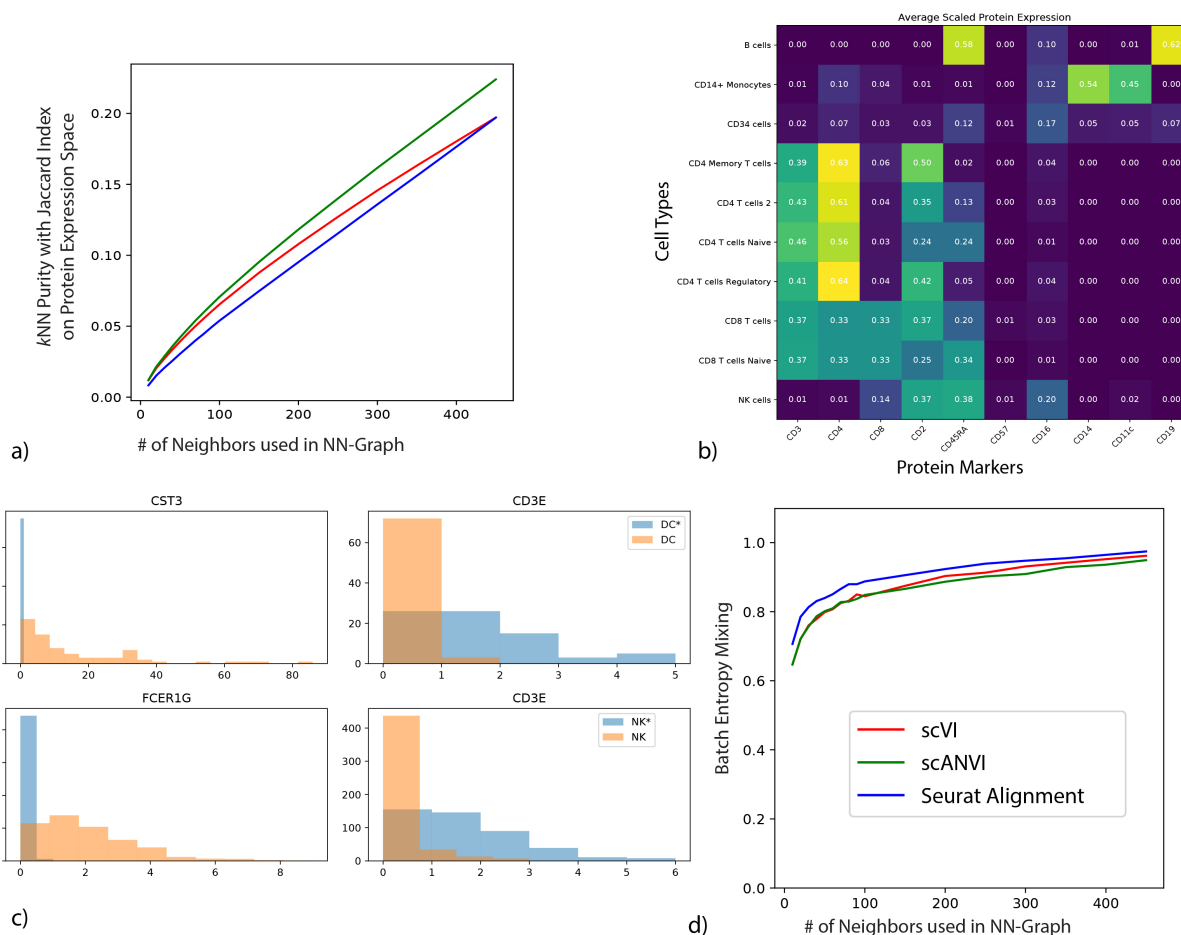 kNN Purity with Jaccard Index
on Protein Expression Space
0.20
0.15
0.10
0.05
0.00
0 100 200 300 400
# of Neighbors used in NN-Graph
a)
Average Scaled Protein Expression
Cell Types
B cells 0.00 0.00 0.00 0.00 0.58 0.00 0.10 0.00 0.01 0.62
CD14+ Monocytes 0.01 0.10 0.04 0.01 0.01 0.00 0.12 0.54 0.45 0.00
CD34 cells 0.02 0.07 0.03 0.03 0.12 0.01 0.17 0.05 0.05 0.07
CD4 Memory T cells 0.39 0.63 0.06 0.50 0.02 0.00 0.04 0.00 0.00 0.00
CD4 T cells 2 0.43 0.61 0.04 0.35 0.13 0.00 0.03 0.00 0.00 0.00
CD4 T cells Naive 0.46 0.56 0.03 0.24 0.24 0.00 0.01 0.00 0.00 0.00
CD4 T cells Regulatory 0.41 0.64 0.04 0.42 0.05 0.00 0.04 0.00 0.00 0.00
CD8 T cells 0.37 0.33 0.33 0.37 0.20 0.01 0.03 0.00 0.00 0.00
CD8 T cells Naive 0.37 0.33 0.33 0.25 0.34 0.00 0.01 0.00 0.00 0.00
NK cells 0.01 0.01 0.14 0.37 0.38 0.01 0.20 0.00 0.02 0.00
CD3 CD4 CD8 CD2 CD45RA CD57 CD16 CD14 CD11c CD19
Protein Markers
b)
CST3
0 20 40 60 80
CD3E
DC*
DC
60
40
20
0
0 1 2 3 4 5
FCER1G
0 2 4 6 8
CD3E
NK*
NK
400
300
200
100
0
0 1 2 3 4 5 6
c)
Batch Entropy Mixing
1.0
0.8
0.6
0.4
0.2
0.0
scVI
scANVI
Seurat Alignment
0 100 200 300 400
# of Neighbors used in NN-Graph
d)